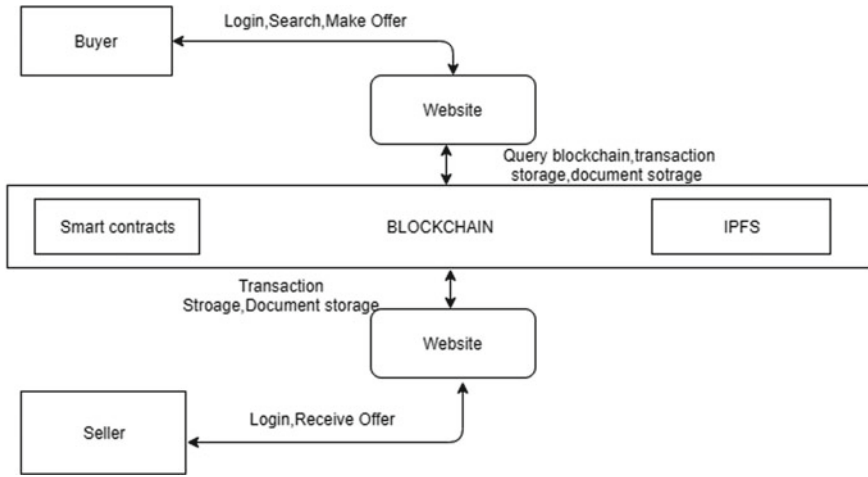 Login,Search,Make Offer
Buyer
Website
Query blockchain,transaction
storage,document sotrage
Smart contracts
BLOCKCHAIN
IPFS
Transaction
Stroage,Document storage
Website
Login,Receive Offer
Seller